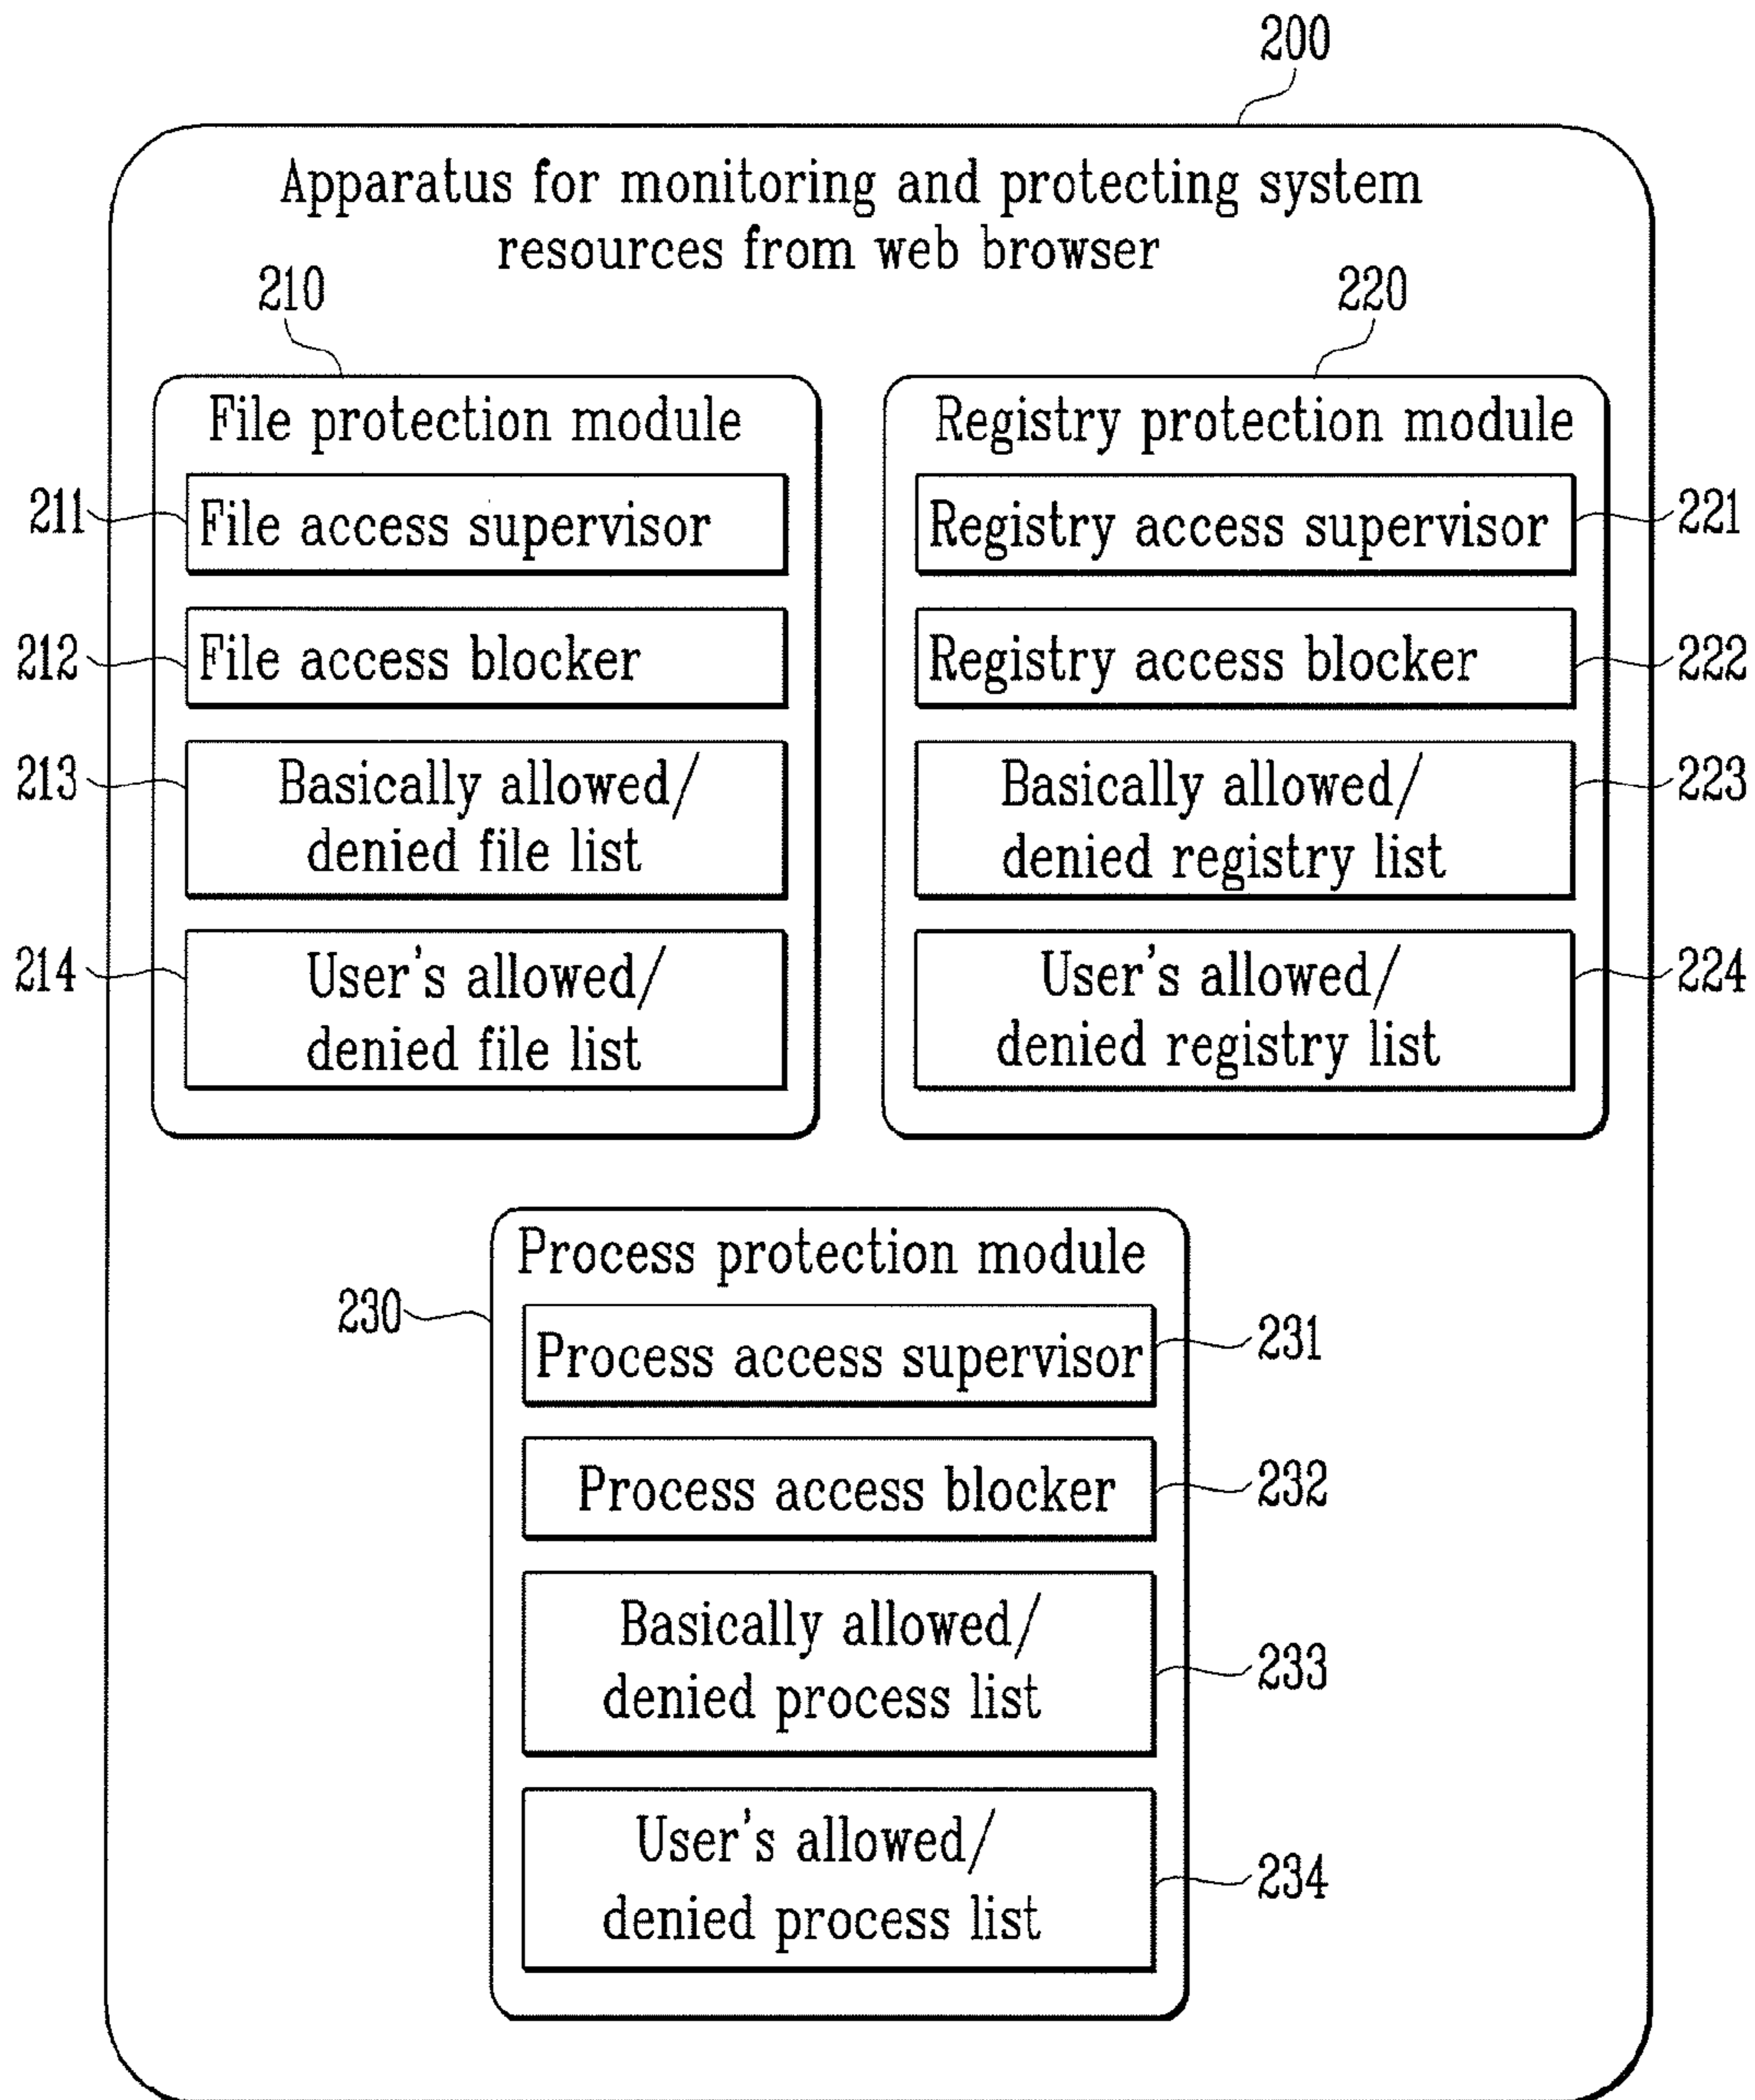 200
Apparatus for monitoring and protecting system
resources from web browser
210
File protection module
211
File access supervisor
212
File access blocker
213
Basically allowed/
denied file list
214
User's allowed/
denied file list
220
Registry protection module
Registry access supervisor
221
Registry access blocker
222
Basically allowed/
denied registry list
223
User's allowed/
denied registry list
224
230
Process protection module
Process access supervisor
231
Process access blocker
232
Basically allowed/
denied process list
233
User's allowed/
denied process list
234